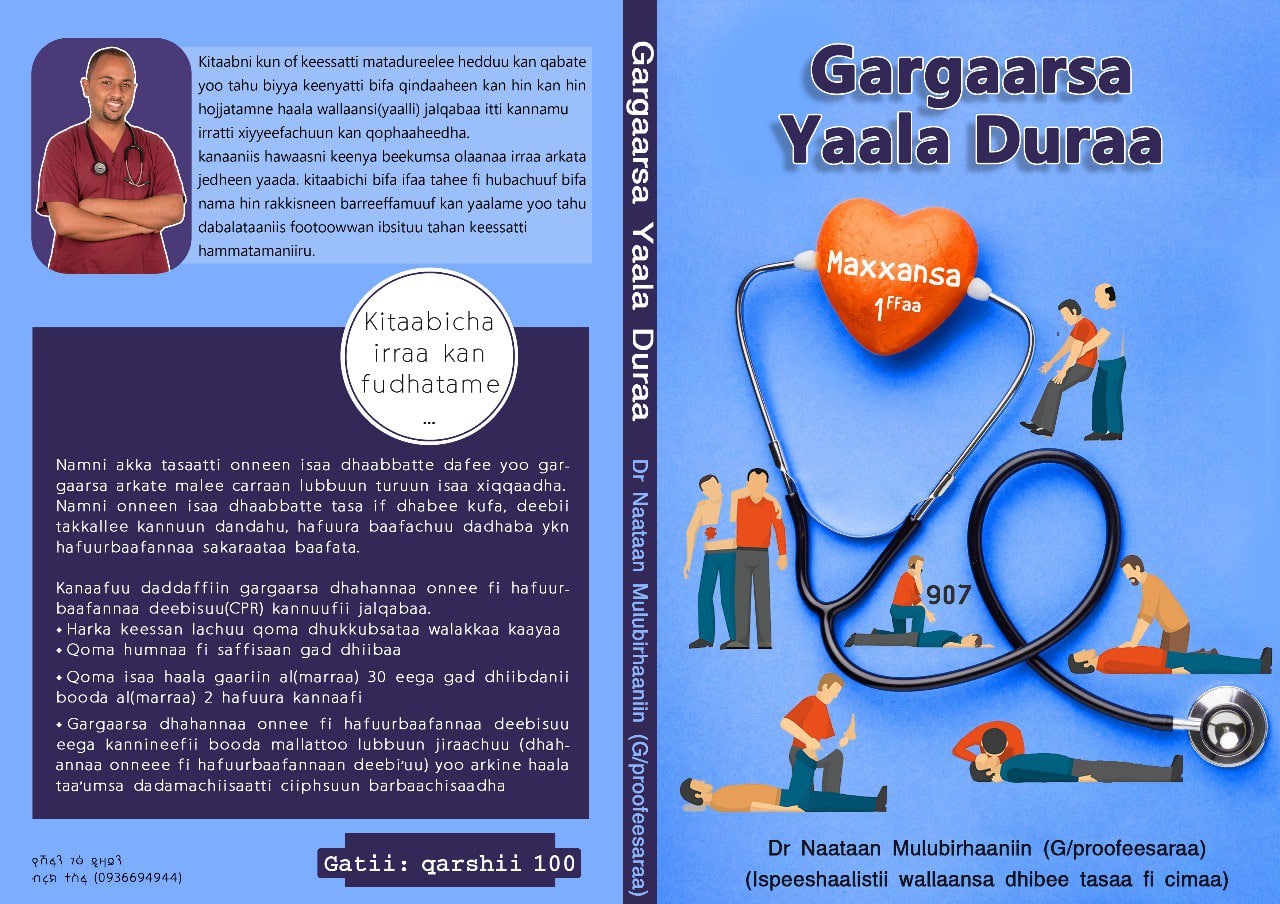 Kitaabni kun of keessatti matadureelee hedduu kan qabate
yoo tahu biyya keenyatti bifa qindaaheen kan hin kan hin
hojjatamne haala wallaansi(yaalli) jalqabaa itti kannamu
irratti xiyyeefachuun kan qophaaheedha.
kanaaniis hawaasni keenya beekumsa olaanaa irraa arkata
jedheen yaada. kitaabichi bifa ifaa tahee fi hubachuuf bifa
nama hin rakkisneen barreeffamuuf kan yaalame yoo tahu
dabalataaniis footoowwan ibsituu tahan keessatti
hammatamaniiru.
Kitaabicha
irraa kan
fudhatame
...
Namni akka tasaatti onneen isaa dhaabbatte dafee yoo gar-
gaarsa arkate malee carraan lubbuun turuun isaa xiqqaadha.
Namni onneen isaa dhaabbatte tasa if dhabee kufa, deebii
takkallee kannuun dandahu, hafuura baafachuu dadhaba ykn
hafuurbaafannaa sakaraataa baafata.
Kanaafuu daddaffiin gargaarsa dhahannaa onnee fi hafuur-
baafannaa deebisuu(CPR) kannuufii jalqabaa.
• Harka keessan lachuu qoma dhukkubsataa walakkaa kaayaa
• Qoma humnaa fi saffisaan gad dhiibaa
• Qoma isaa haala gaariin al(marraa) 30 eega gad dhiibdanii
booda al(marraa) 2 hafuura kannaafi
• Gargaarsa dhahannaa onnee fi hafuurbaafannaa deebisuu
eega kannineefii booda mallattoo lubbuun jiraachuu (dhah-
annaa onneee fi hafuurbaafannaan deebi'uu) yoo arkine haala
taa'umsa dadamachiisaatti ciiphsuun barbaachisaadha
(0936694944)
Gatii: qarshii 100
Gargaarsa Yaala Duraa Dr Naataan Mulubirhaaniin (G/proofeesaraa)
Gargaarsa
Yaala Duraa
Maxxansa
1FFaa
907
Dr Naataan Mulubirhaaniin (G/proofeesaraa)
(Ispeeshaalistii wallaansa dhibee tasaa fi cimaa)